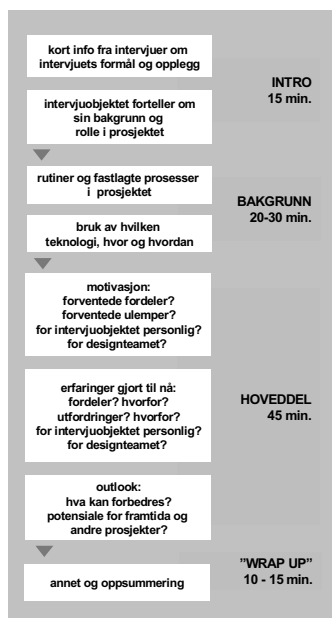 kort info fra intervjuer om
intervjuets formål og opplegg
INTRO
15 min.
intervjuobjektet forteller om
sin bakgrunn og
rolle i prosjektet
rutiner og fastlagte prosesser
i prosjektet
BAKGRUNN
20-30 min.
bruk av hvilken
teknologi, hvor og hvordan
motivasjon:
forventede fordeler?
forventede ulemper?
for intervjuobjektet personlig?
for designteamet?
erfaringer gjort til nå:
fordeler? hvorfor?
utfordringer? hvorfor?
for intervjuobjektet personlig?
for designteamet?
HOVEDDEL
45 min.
outlook:
hva kan forbedres?
potensiale for framtida og
andre prosjekter?
”WRAP UP”
10 - 15 min.
annet og oppsummering